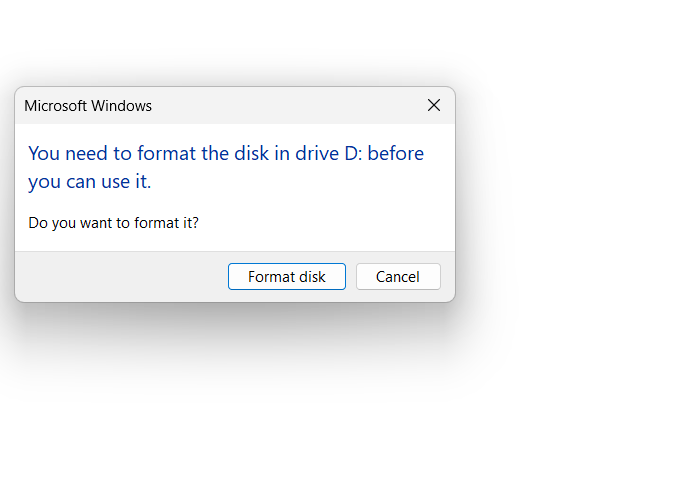 Microsoft Windows
You need to format the disk in drive D: before
you can use it.
Do you want to format it?
Format disk
Cancel